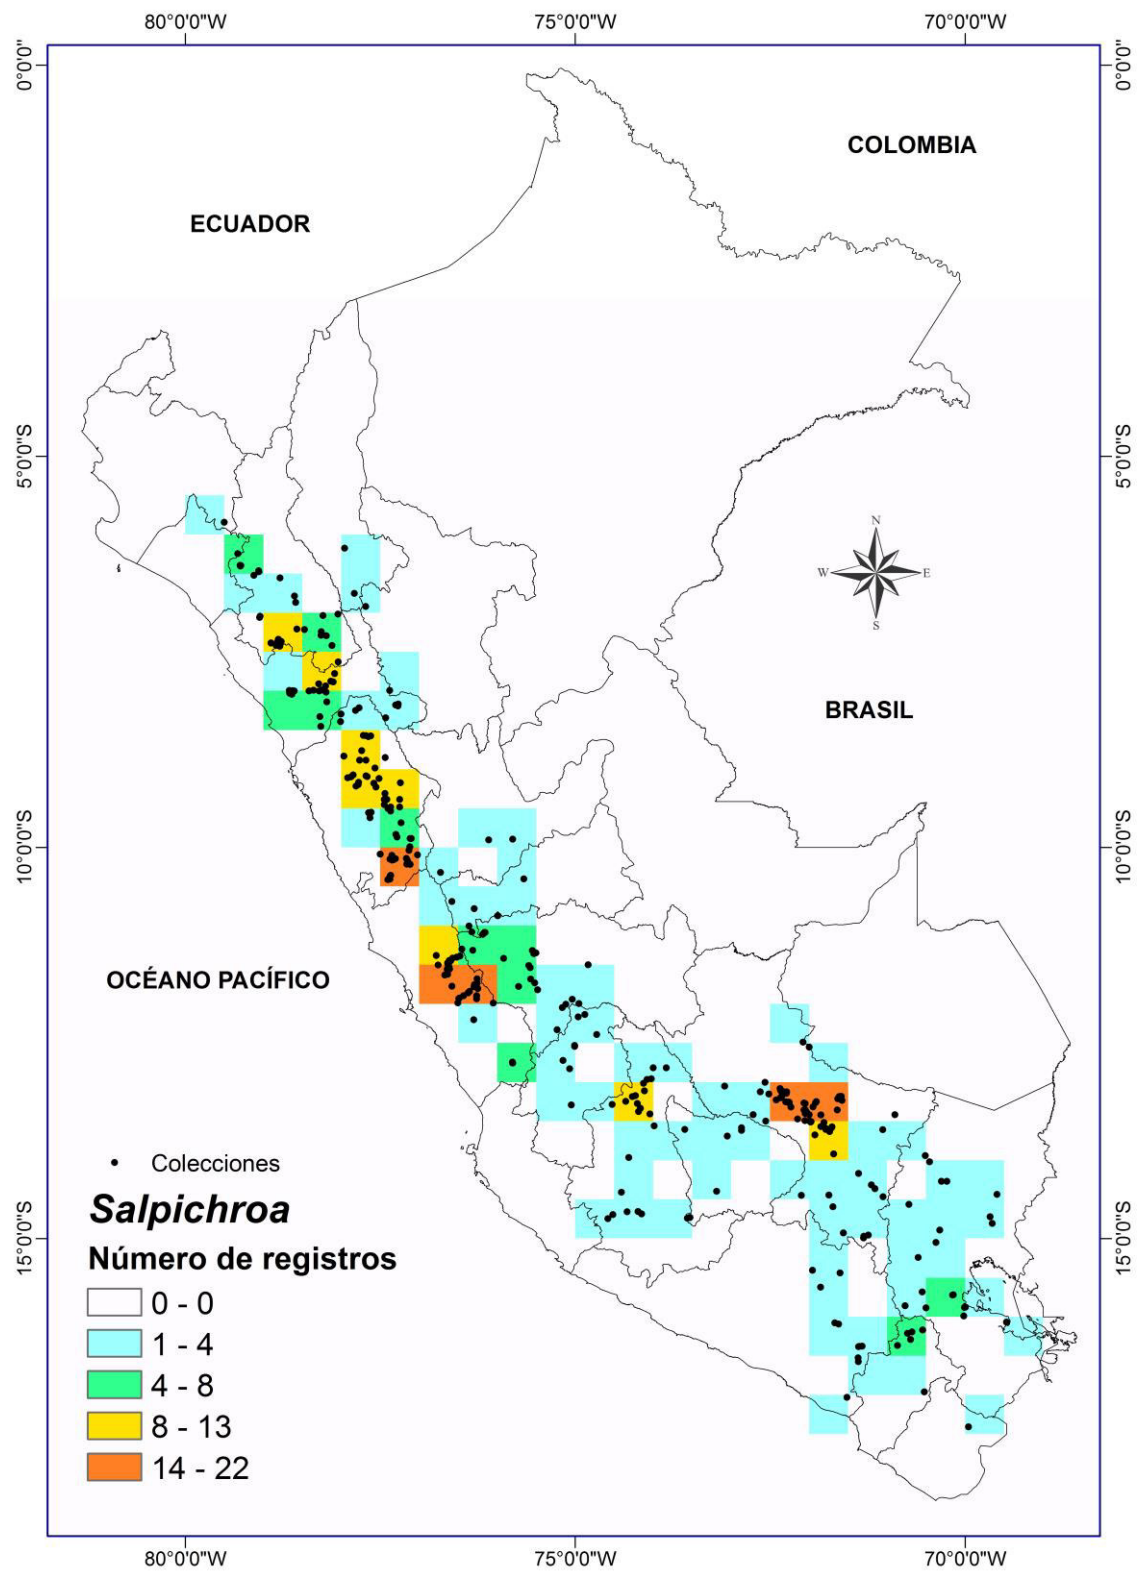 80°0'0"W
75°0'0"W
70°0'0"W
0°0'0"
0°0'0"
COLOMBIA
ECUADOR
5°0'0"S
5°0'0"S
N
W
E
S
BRASIL
10°0'0"S
10°0'0"S
OCÉANO PACÍFICO
Colecciones
Salpichroa
15°0'0"S
15°0'0"S
Número de registros
0 - 0
1 - 4
4 - 8
8 - 13
14 - 22
80°0'0"W
75°0'0"W
70°0'0"W